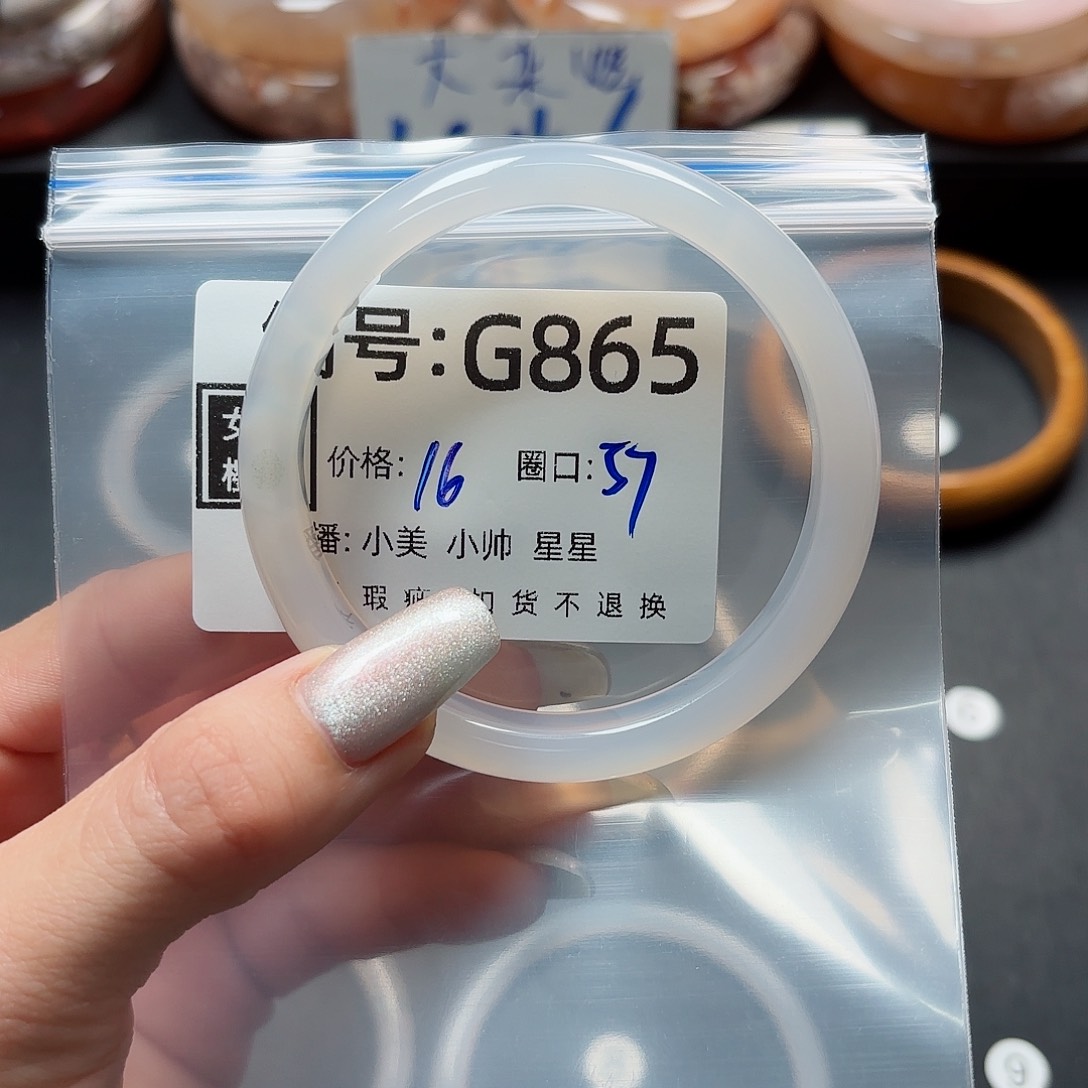 号:G865
女
价格:16 圈口:57
播:小美 小帅 星星
瑕 货不退换